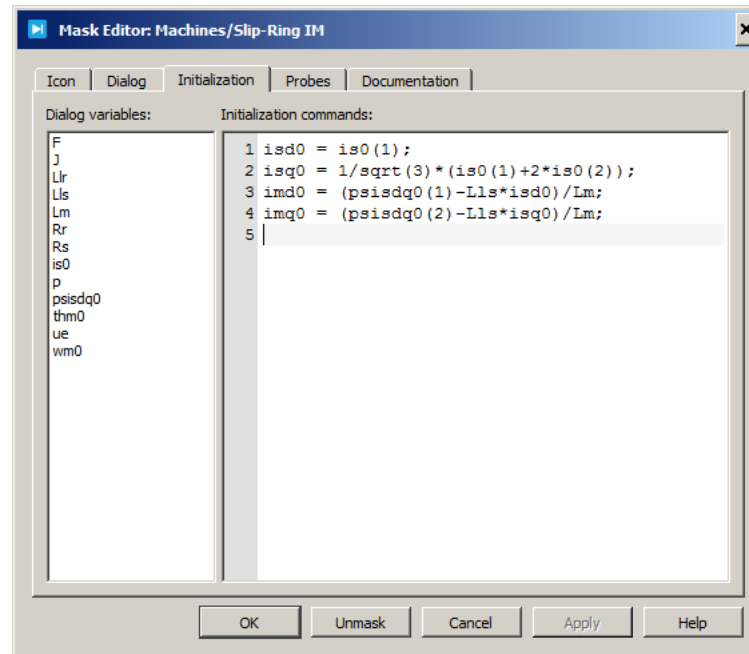 Mask Editor: Machines/Slip-Ring IM
Icon Dialog Initialization Probes Documentation
Dialog variables:
Initialization commands:
F
J
Llr
Lls
Lm
Rr
Rs
is0
p
psisdq0
thm0
ue
wm0
1 isd0 = is0(1);
2 isq0 = 1/sqrt(3)*(is0(1)+2*is0(2));
3 imd0 = (psisdq0(1)-Lls*isd0)/Lm;
4 imq0 = (psisdq0(2)-Lls*isq0)/Lm;
5
OK Unmask Cancel Apply Help